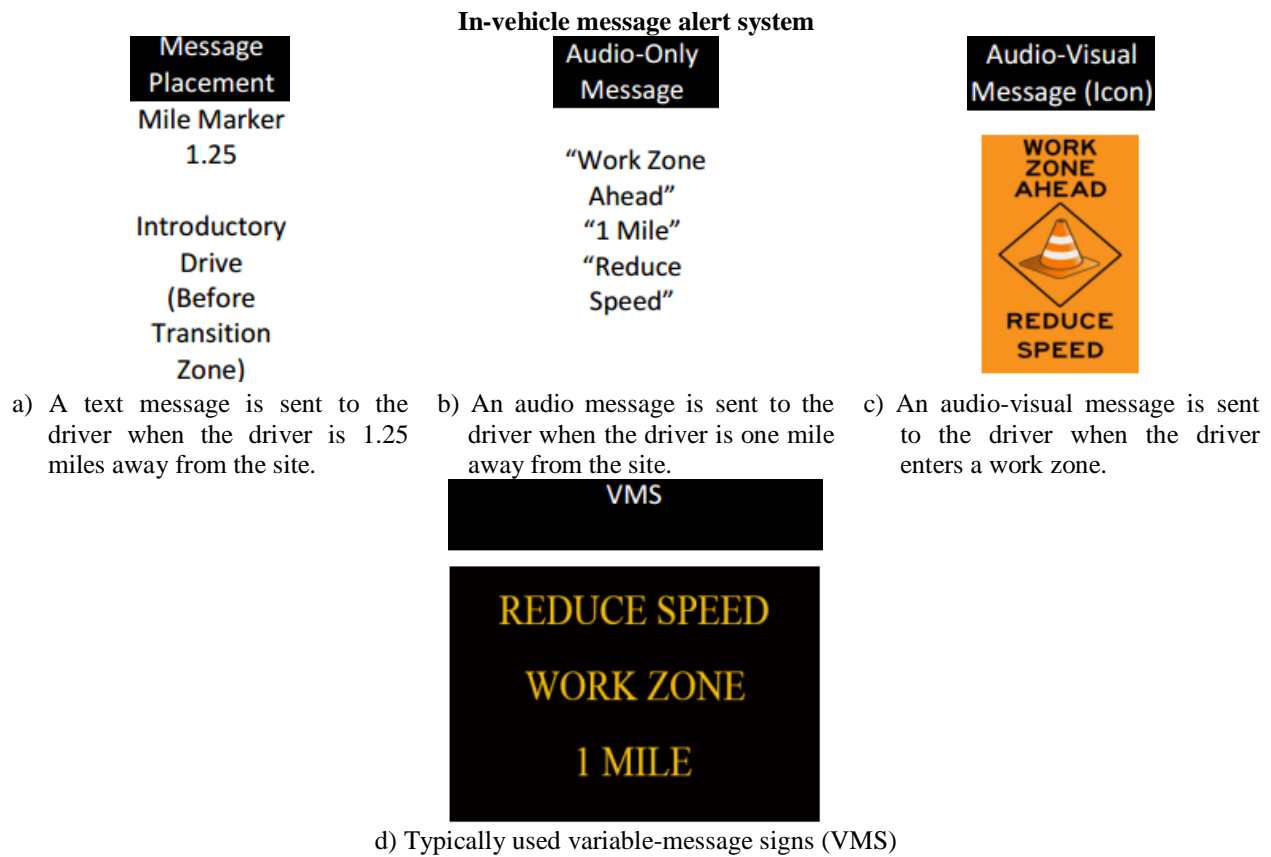 In-vehicle message alert system
Message
Placement
Mile Marker
1.25
Introductory
Drive
(Before
Transition
Zone)
Audio-Only
Message
“Work Zone
Ahead”
“1 Mile”
“Reduce
Speed”
Audio-Visual
Message (Icon)
WORK
ZONE
AHEAD
REDUCE
SPEED
a) A text message is sent to the
driver when the driver is 1.25
miles away from the site.
b) An audio message is sent to the
driver when the driver is one mile
away from the site.
c) An audio-visual message is sent
to the driver when the driver
enters a work zone.
VMS
REDUCE SPEED
WORK ZONE
1 MILE
d) Typically used variable-message signs (VMS)